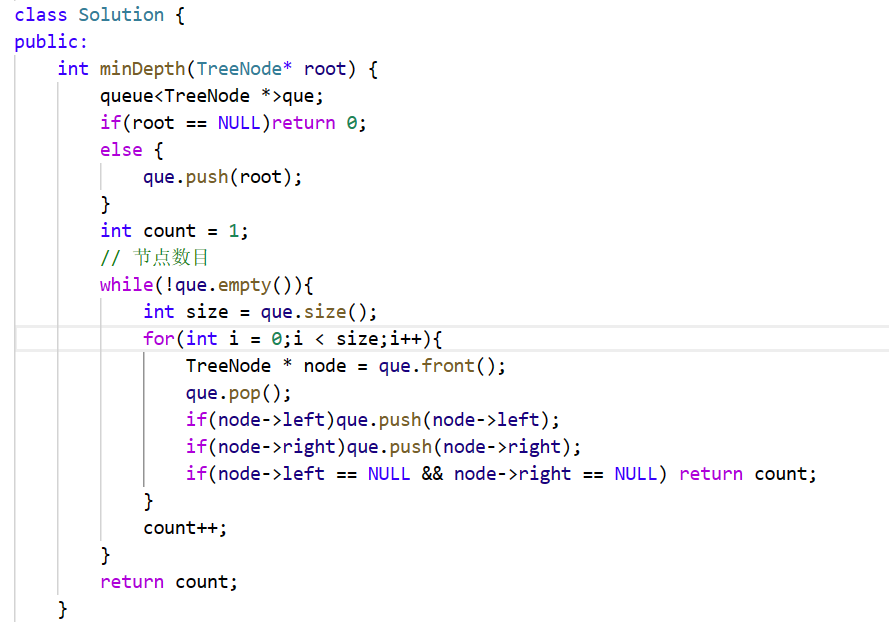 class Solution {
public:
    int minDepth(TreeNode* root) {
        queue<TreeNode *>que;
        if(root == NULL)return 0;
        else {
            que.push(root);
        }
        int count = 1;
        // 节点数目
        while(!que.empty()){
            int size = que.size();
            for(int i = 0;i < size;i++){
                TreeNode * node = que.front();
                que.pop();
                if(node->left)que.push(node->left);
                if(node->right)que.push(node->right);
                if(node->left == NULL && node->right == NULL) return count;
            }
            count++;
        }
        return count;
    }